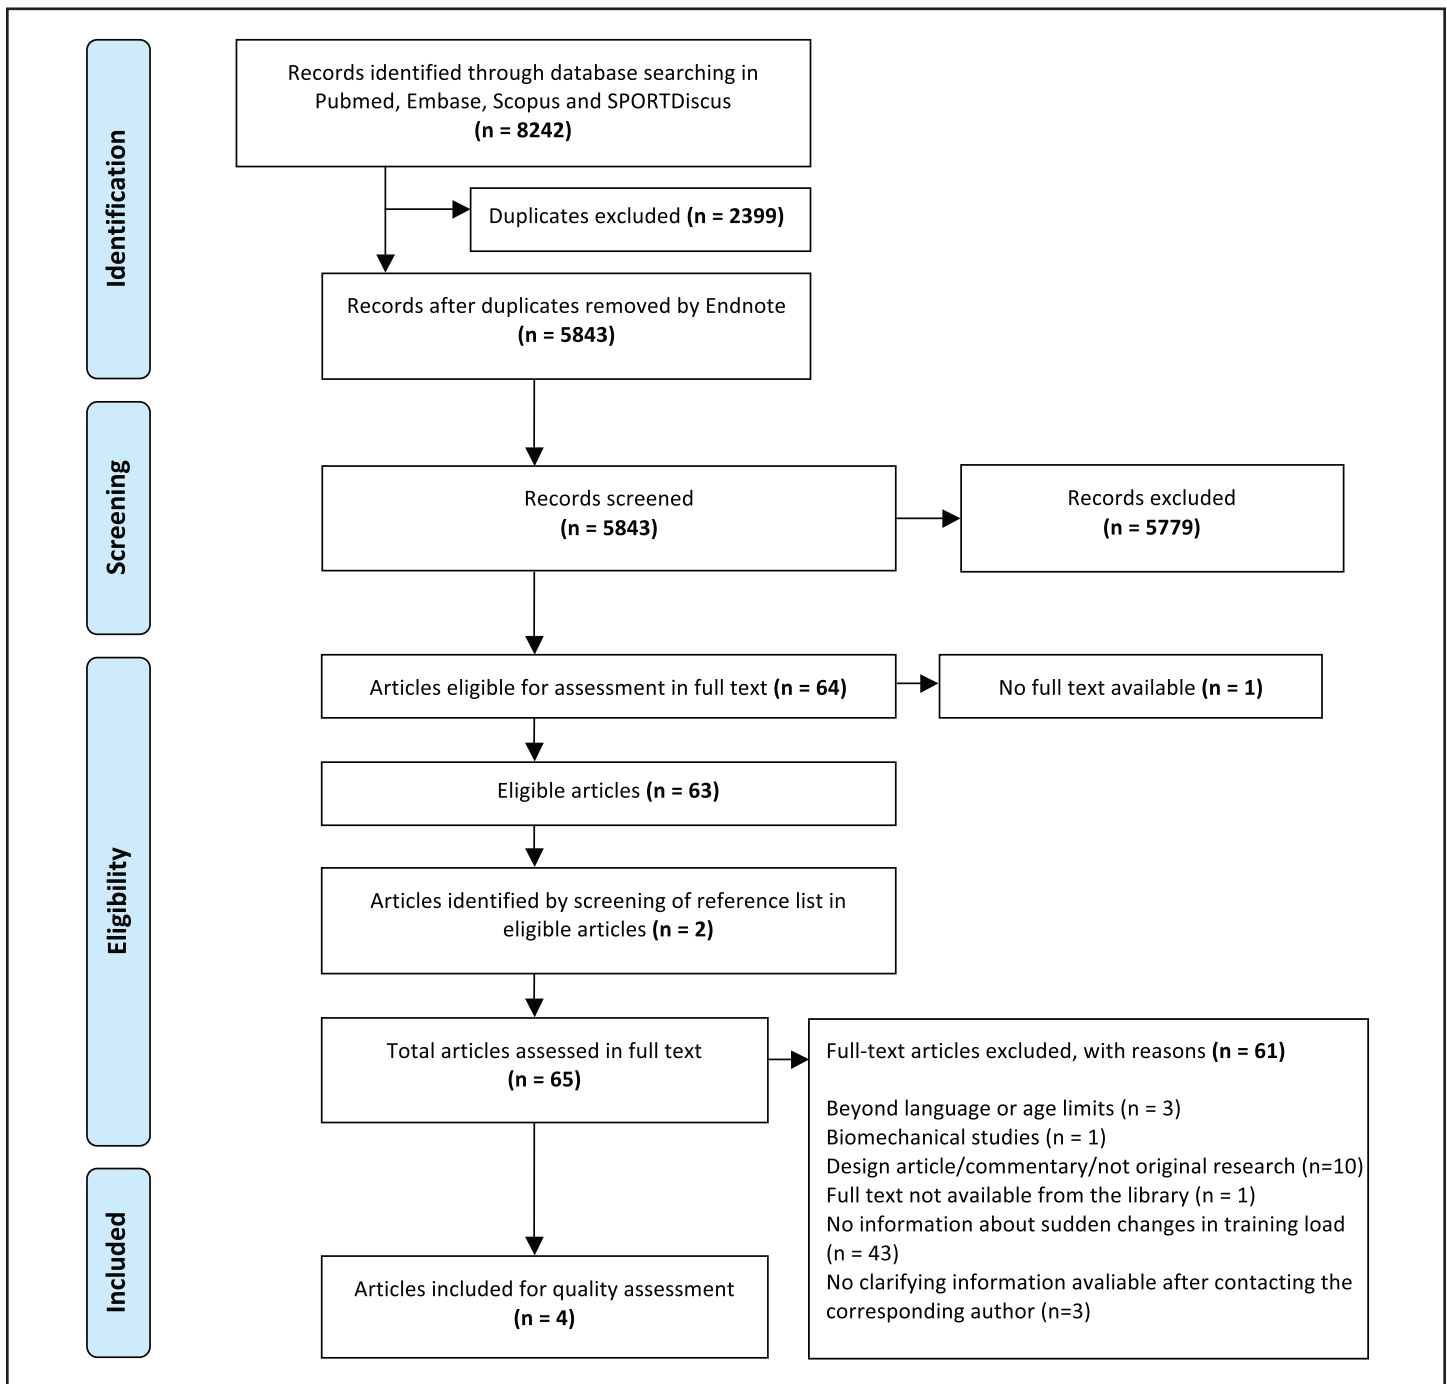 Identification
Records identified through database searching in
Pubmed, Embase, Scopus and SPORTDiscus
(n = 8242)
Duplicates excluded (n = 2399)
Records after duplicates removed by Endnote
(n = 5843)
Screening
Records screened
(n = 5843)
Records excluded
(n = 5779)
Eligibility
Articles eligible for assessment in full text (n = 64)
No full text available (n = 1)
Eligible articles (n = 63)
Articles identified by screening of reference list in
eligible articles (n = 2)
Total articles assessed in full text
(n = 65)
Full-text articles excluded, with reasons (n = 61)
Beyond language or age limits (n = 3)
Biomechanical studies (n = 1)
Design article/commentary/not original research (n=10)
Full text not available from the library (n = 1)
No information about sudden changes in training load
(n = 43)
No clarifying information avaliable after contacting the
corresponding author (n=3)
Included
Articles included for quality assessment
(n = 4)